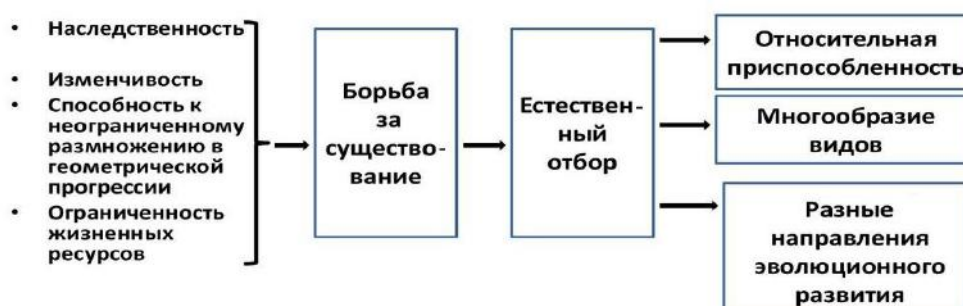 • Наследственность
• Изменчивость
• Способность к
неограниченному
размножению в
геометрической
прогрессии
• Ограниченность
жизненных
ресурсов
Борьба
за
существо-
вание
Естествен-
ный
отбор
Относительная
приспособленность
Многообразие
видов
Разные
направления
эволюционного
развития